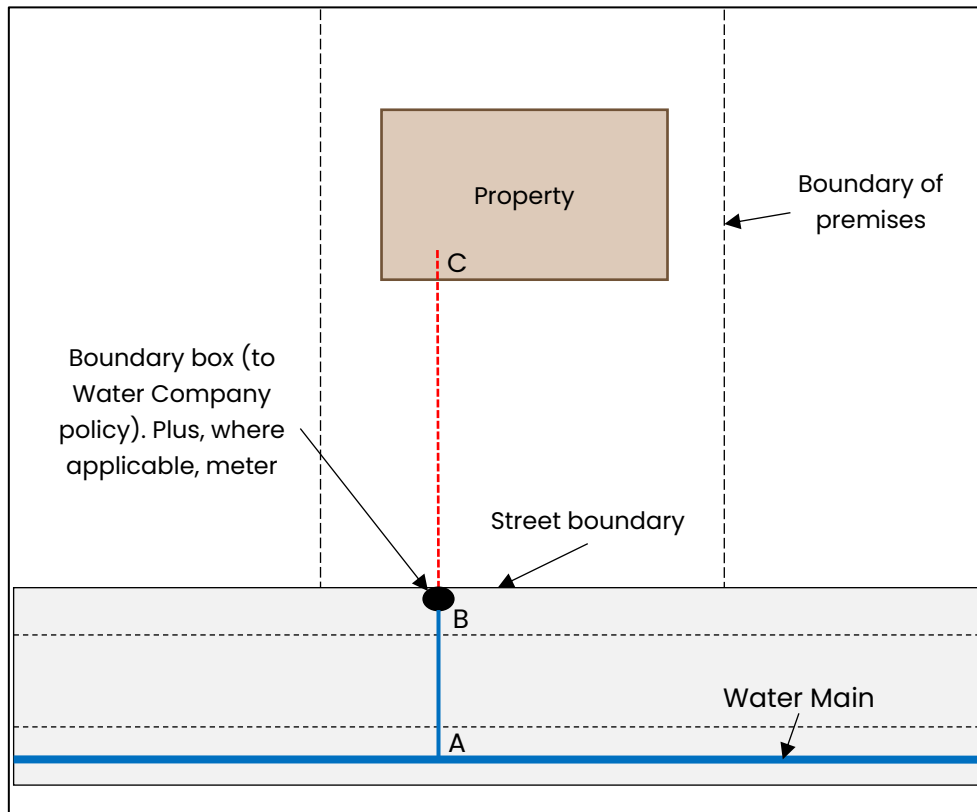 Property
Boundary of
premises
C
Boundary box (to
Water Company
policy). Plus, where
applicable, meter
Street boundary
B
Water Main
A